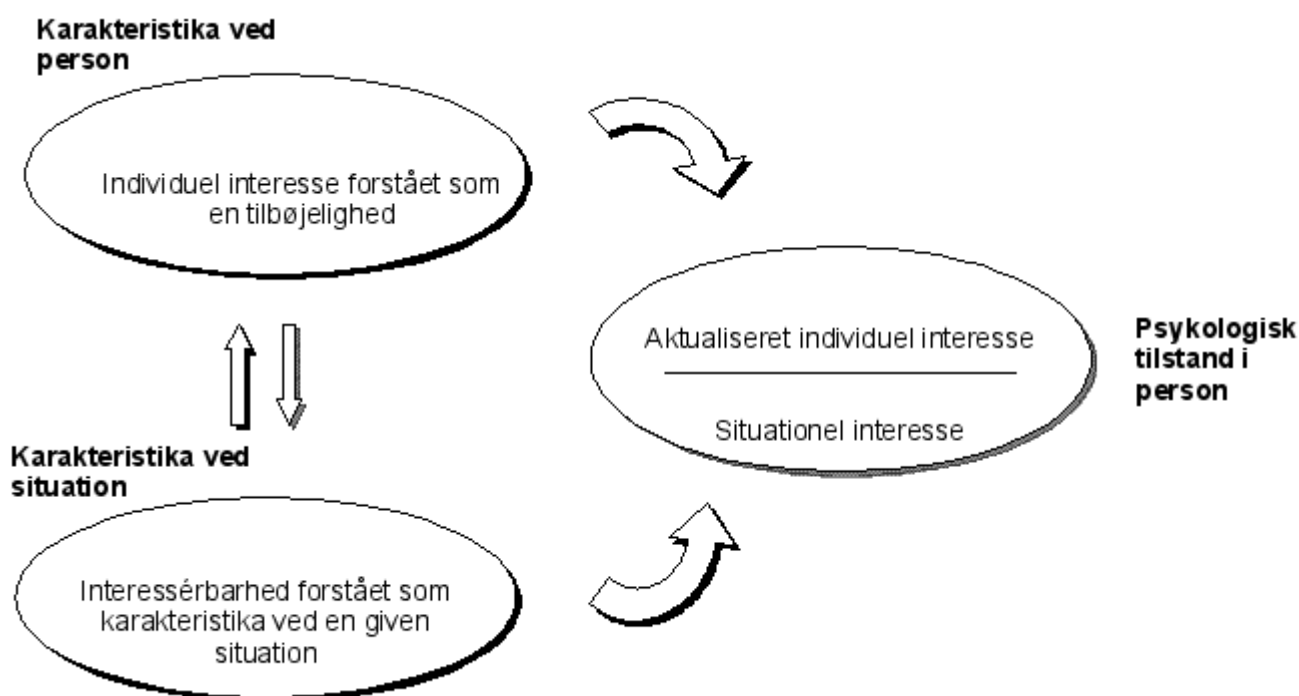 Karakteristika ved
person
Individuel interesse forstået som
en tilbøjelighed
Aktualiseret individuel interesse
Situationel interesse
Psykologisk
tilstand i
person
Karakteristika ved
situation
Interessérbarhed forstået som
karakteristika ved en given
situation